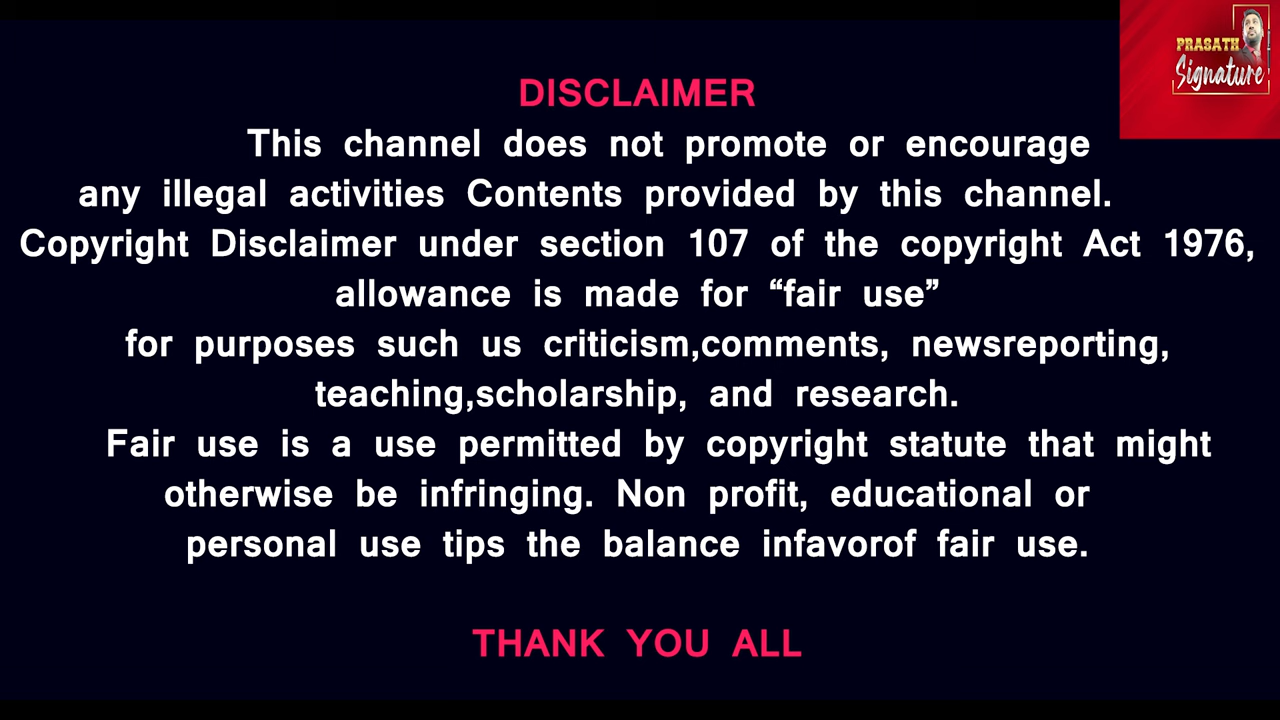 PRASATH
Signature
DISCLAIMER
This channel does not promote or encourage
any illegal activities Contents provided by this channel.
Copyright Disclaimer under section 107 of the copyright Act 1976,
allowance is made for “fair use”
for purposes such us criticism,comments, newsreporting,
teaching,scholarship, and research.
Fair use is a use permitted by copyright statute that might
otherwise be infringing. Non profit, educational or
personal use tips the balance infavorof fair use.
THANK YOU ALL